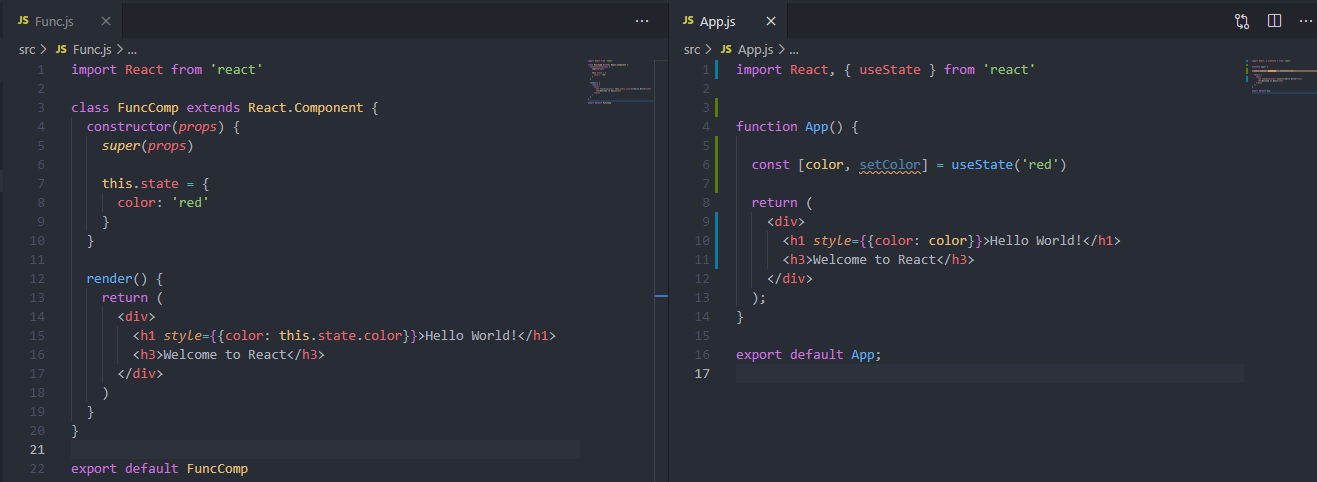 JS Func.js ×
src > JS Func.js > ...
1 import React from 'react'
2
3 class FuncComp extends React.Component {
4 constructor(props) {
5 super(props)
6
7 this.state = {
8 color: 'red'
9 }
10 }
11
12 render() {
13 return (
14 <div>
15 <h1 style={{color: this.state.color}}>Hello World!</h1>
16 <h3>Welcome to React</h3>
17 </div>
18 )
19 }
20 }
21
22 export default FuncComp
JS App.js ×
src > JS App.js > ...
1 import React, { useState } from 'react'
2
3
4 function App() {
5
6 const [color, setColor] = useState('red')
7
8 return (
9 <div>
10 <h1 style={{color: color}}>Hello World!</h1>
11 <h3>Welcome to React</h3>
12 </div>
13 );
14 }
15
16 export default App;
17